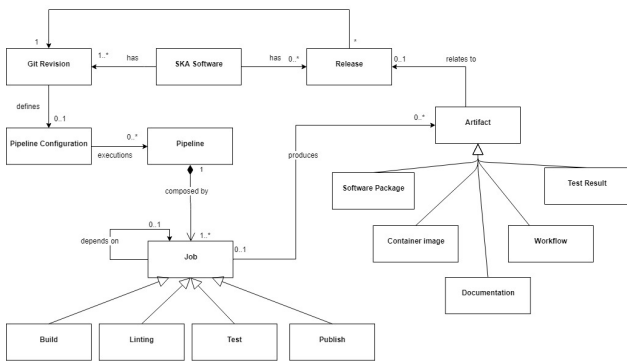 1
*
1..*
has
has
0..*
0..1
relates to
Git Revision
SKA Software
Release
defines
0..1
0..*
0..*
Artifact
Pipeline Configuration
executions
Pipeline
produces
1
composed by
Software Package
Test Result
0..1
depends on
1..*
0..1
Job
Container image
Workflow
Documentation
Build
Linting
Test
Publish